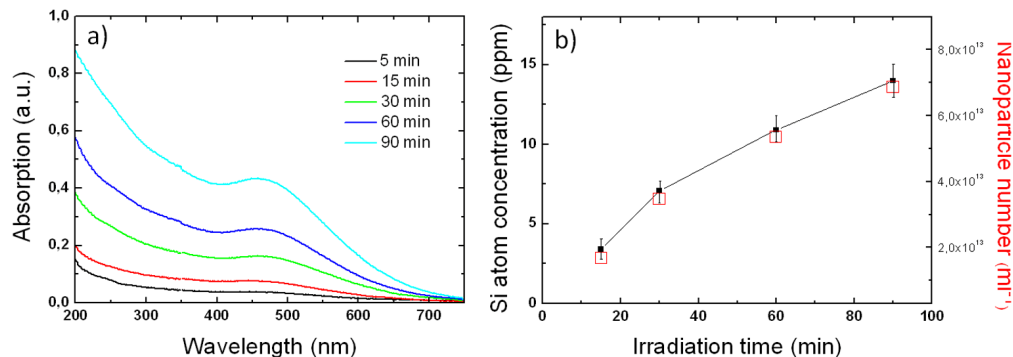 a)
5 min
15 min
30 min
60 min
90 min
Absorption (a.u.)
1.0
0.8
0.6
0.4
0.2
0.0
200 300 400 500 600 700
Wavelength (nm)
b)
Si atom concentration (ppm)
15
10
5
0
0 20 40 60 80 100
Irradiation time (min)
8,0x10¹³
6,0x10¹³
4,0x10¹³
2,0x10¹³
Nanoparticle number (ml⁻¹)